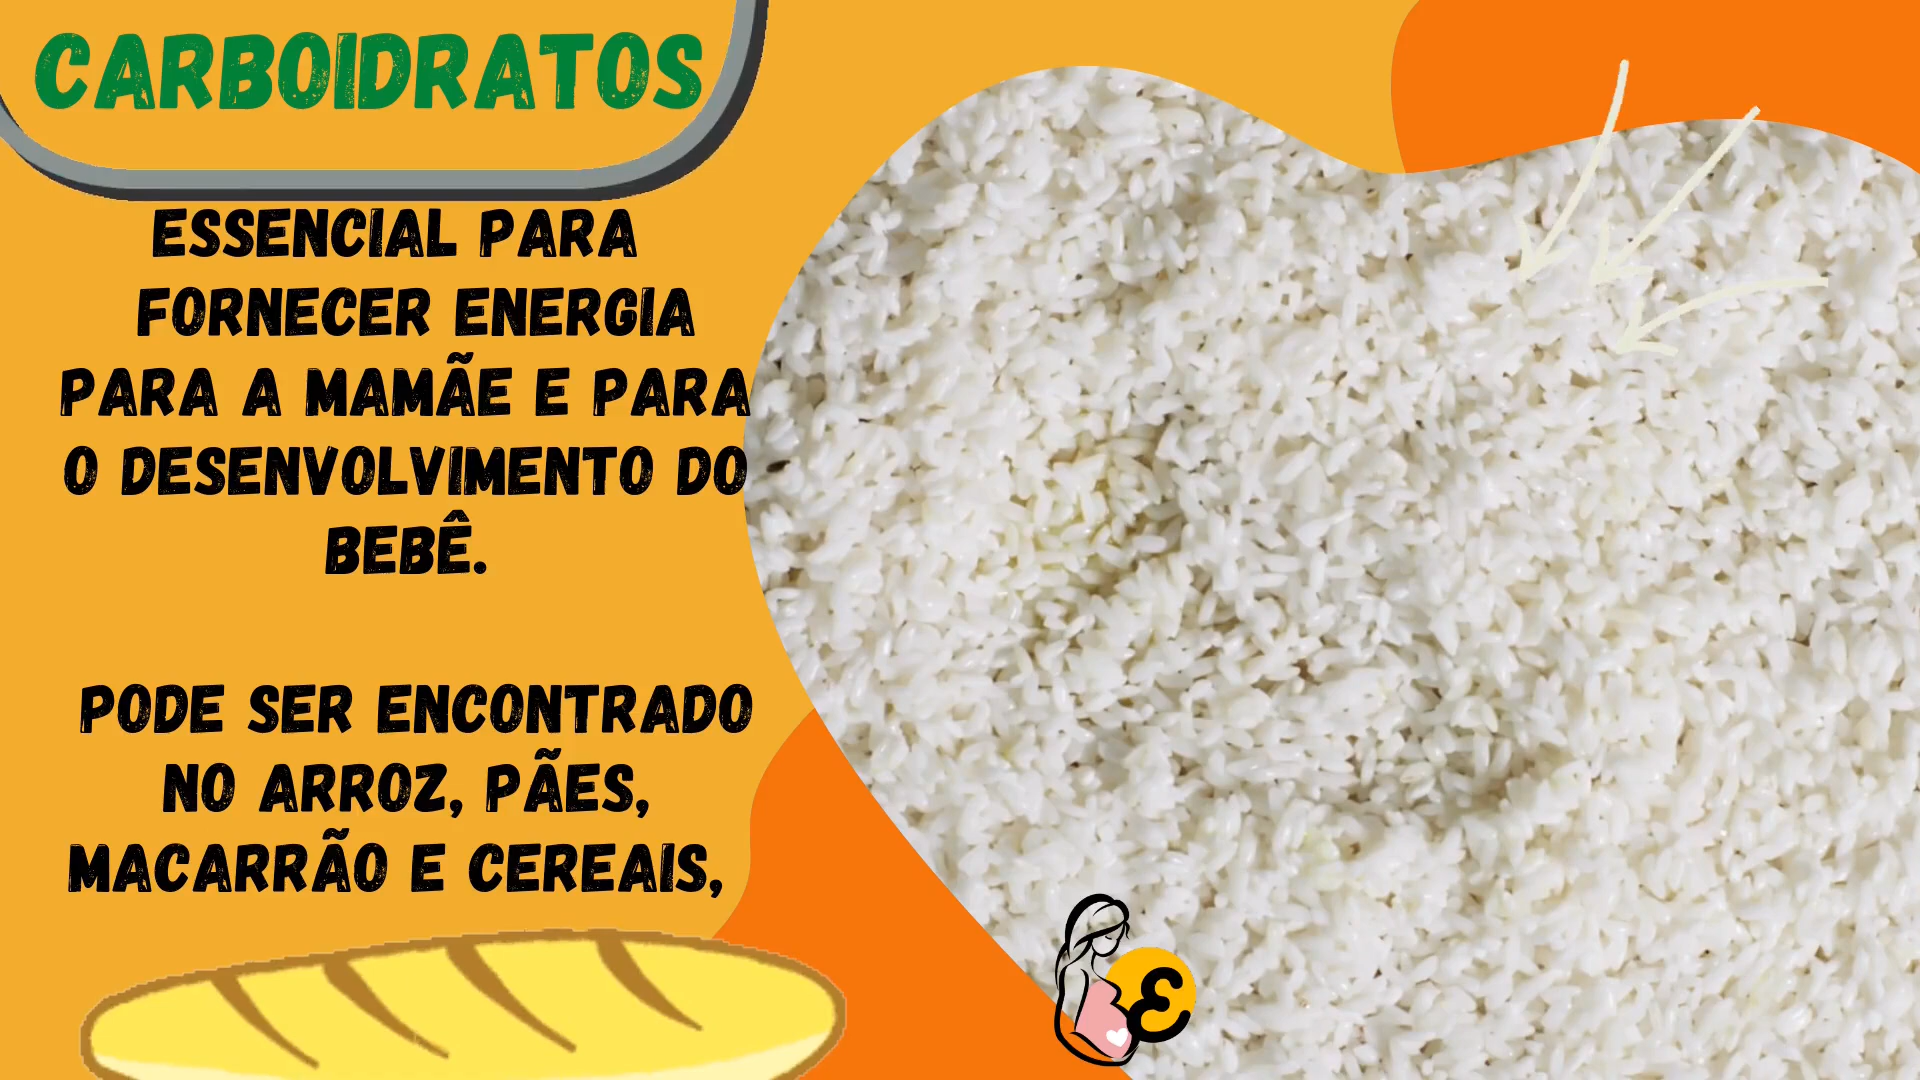 CARBOIDRATOS
ESSENCIAL PARA
FORNECER ENERGIA
PARA A MAMÃE E PARA
O DESENVOLVIMENTO DO
BEBÊ.
PODE SER ENCONTRADO
NO ARROZ, PÃES,
MACARRÃO E CEREAIS,